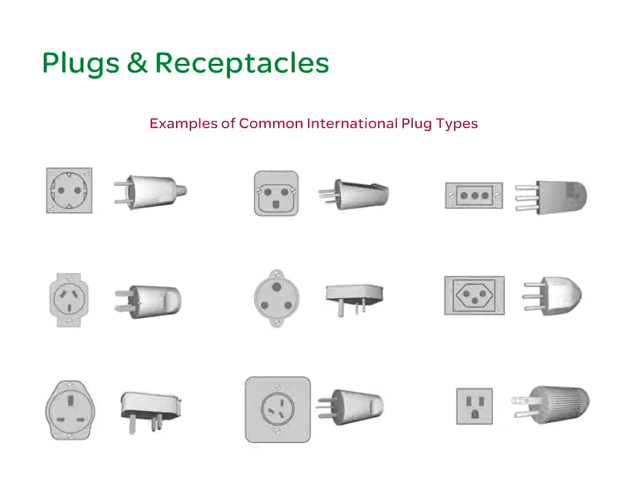 Plugs & Receptacles
Examples of Common International Plug Types